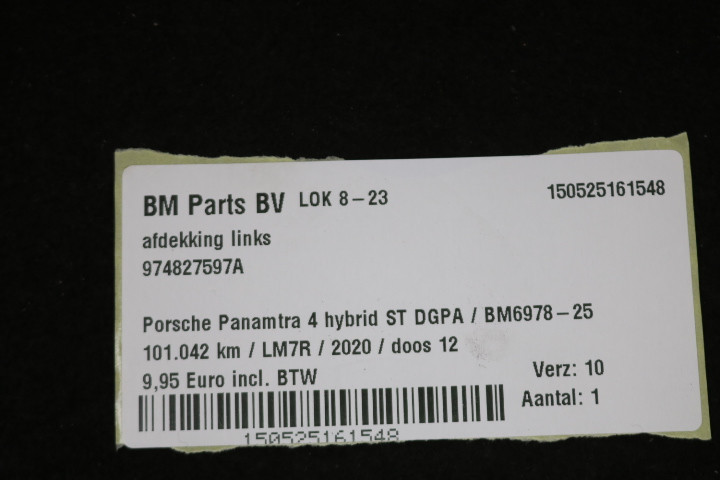 BM Parts BV LOK 8-23 150525161548
afdekking links
974827597A
Porsche Panamtra 4 hybrid ST DGPA / BM6978-25
101.042 km / LM7R / 2020 / doos 12
9,95 Euro incl. BTW Verz: 10
Aantal: 1
150525161548